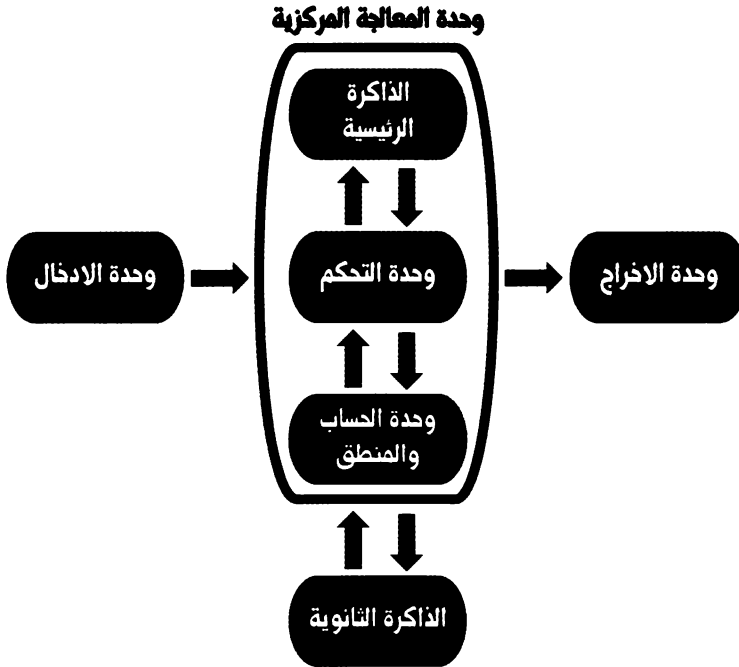 وحدة المعالجة المركزية
الذاكرة
الرئيسية
وحدة الادخال
وحدة التحكم
وحدة الاخراج
وحدة الحساب
والمنطق
الذاكرة الثانوية